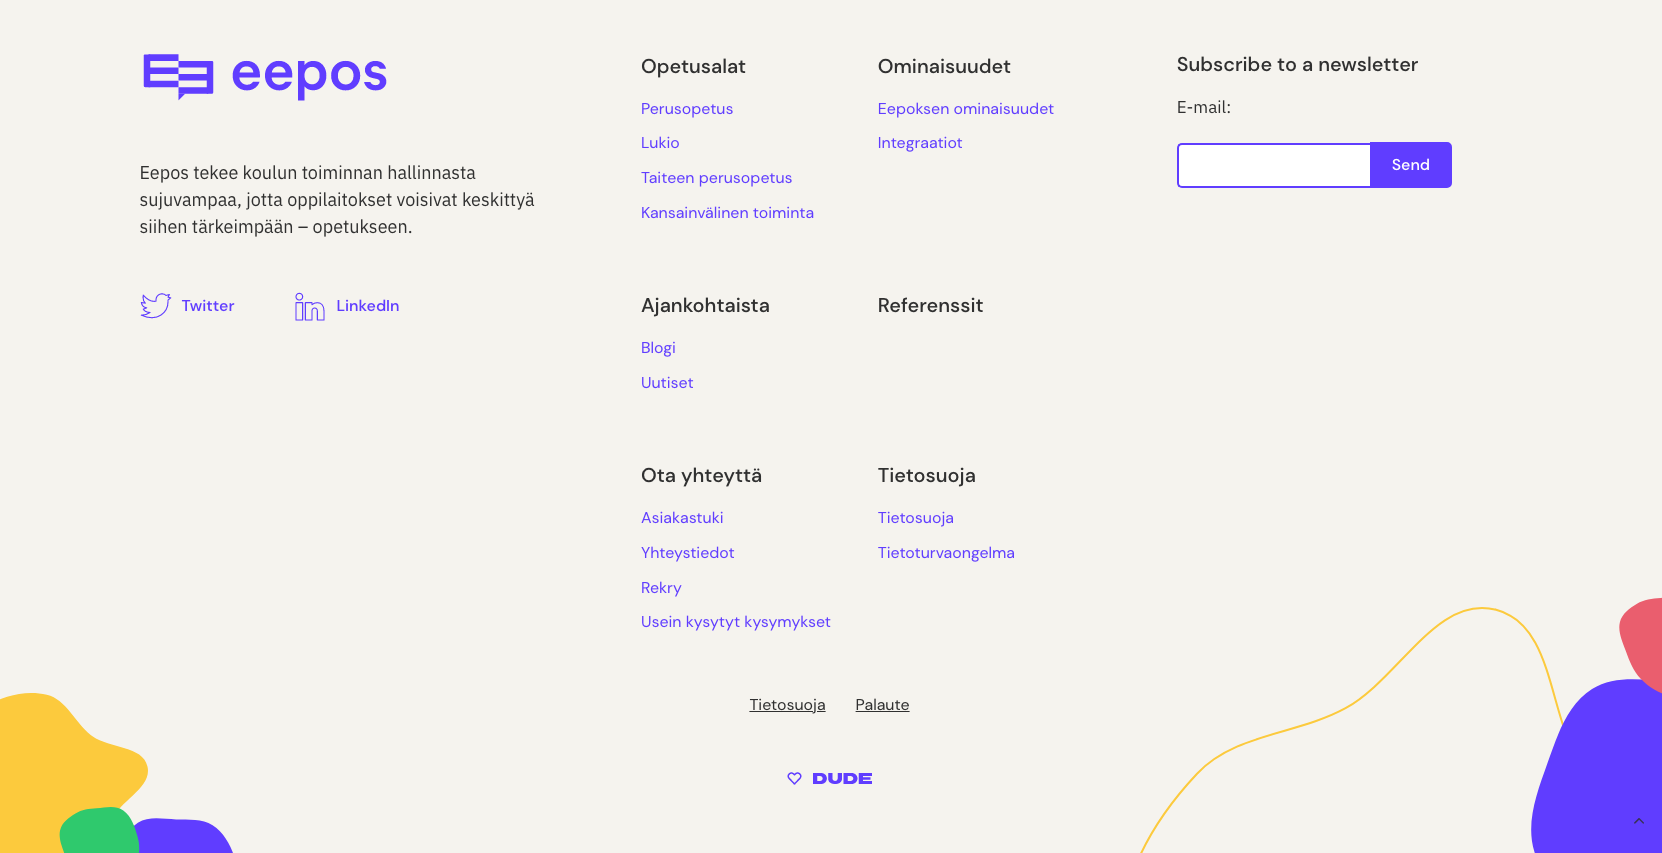 eepos
Eepos tekee koulun toiminnan hallinnasta
sujuvampaa, jotta oppilaitokset voisivat keskittyä
siihen tärkeimpään – opetukseen.
Twitter
LinkedIn
Opetusalat
Perusopetus
Lukio
Taiteen perusopetus
Kansainvälinen toiminta
Ominaisuudet
Eepoksen ominaisuudet
Integraatiot
Ajankohtaista
Blogi
Uutiset
Referenssit
Ota yhteyttä
Asiakastuki
Yhteystiedot
Rekry
Usein kysytyt kysymykset
Tietosuoja
Tietosuoja
Tietoturvaongelma
Subscribe to a newsletter
E-mail:
Send
Tietosuoja
Palaute
DUDE